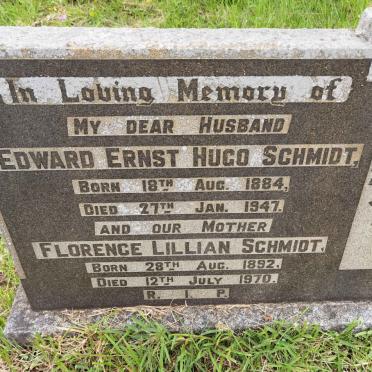 In Loving Memory of
MY DEAR HUSBAND
EDWARD ERNST HUGO SCHMIDT,
BORN 18TH AUG. 1884,
DIED 27TH JAN. 1947.
AND OUR MOTHER
FLORENCE LILLIAN SCHMIDT.
BORN 28TH AUG. 1892.
DIED 12TH JULY 1970.
R. I. P.